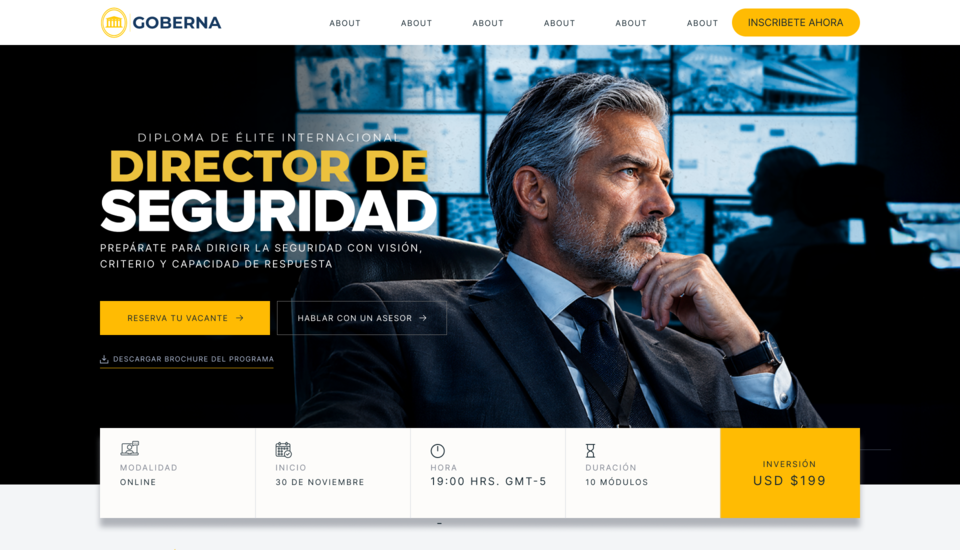 GOBERNA
ABOUT
ABOUT
ABOUT
ABOUT
ABOUT
ABOUT
INSCRIBETE AHORA
DIPLOMA DE ÉLITE INTERNACIONAL
DIRECTOR DE
SEGURIDAD
PREPÁRATE PARA DIRIGIR LA SEGURIDAD CON VISIÓN,
CRITERIO Y CAPACIDAD DE RESPUESTA
RESERVA TU VACANTE →
HABLAR CON UN ASESOR →
DESCARGAR BROCHURE DEL PROGRAMA
MODALIDAD
ONLINE
INICIO
30 DE NOVIEMBRE
HORA
19:00 HRS. GMT-5
DURACIÓN
10 MÓDULOS
INVERSIÓN
USD $199